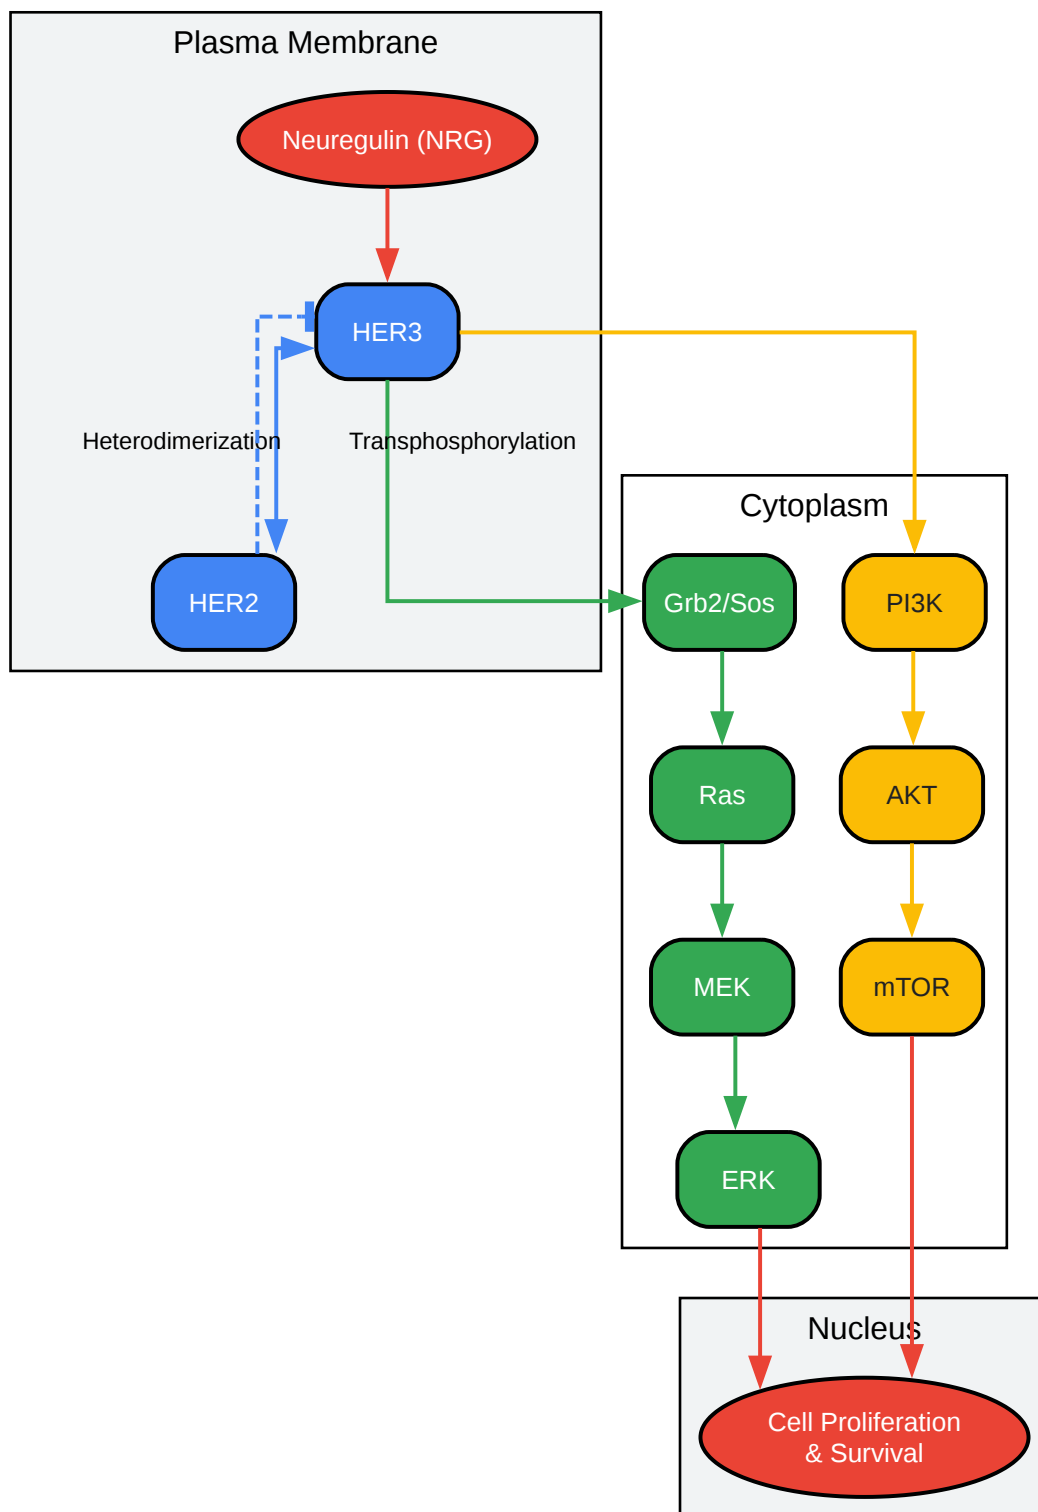 Plasma Membrane
Neuregulin (NRG)
HER3
Heterodimerization
Transphosphorylation
HER2
Cytoplasm
Grb2/Sos
PI3K
Ras
AKT
MEK
mTOR
ERK
Nucleus
Cell Proliferation
& Survival